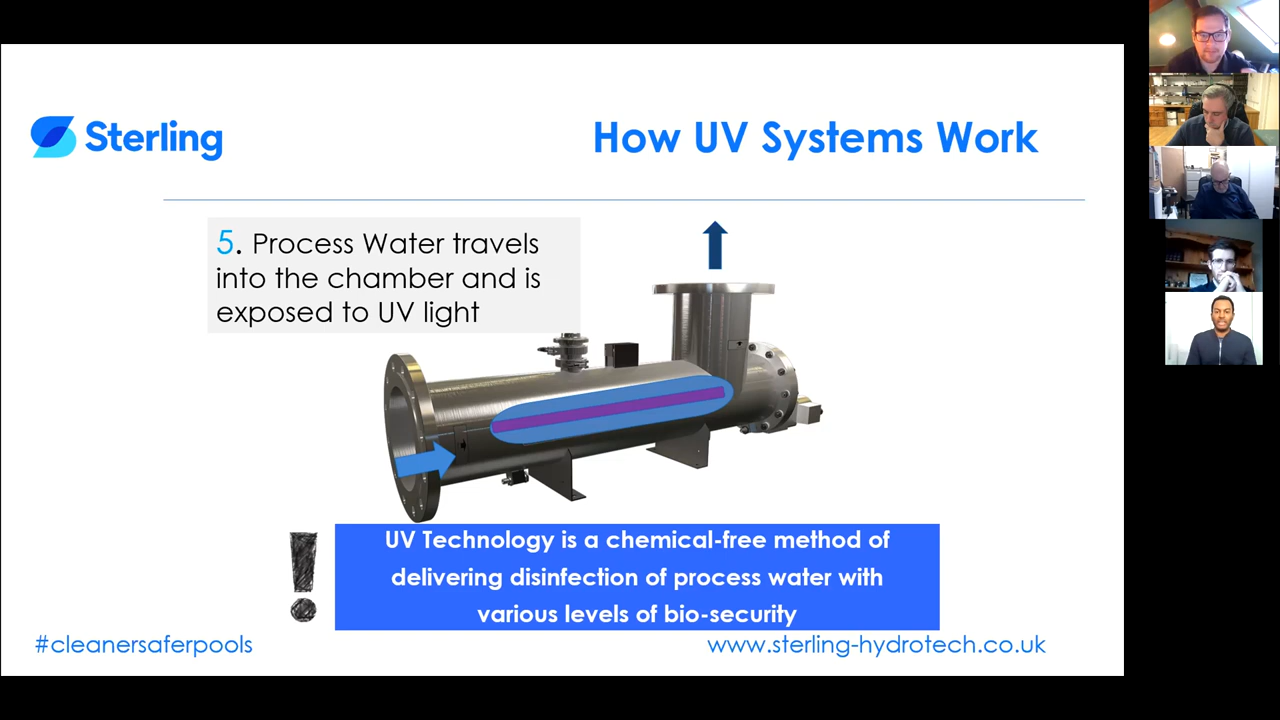 Sterling
How UV Systems Work
5. Process Water travels
into the chamber and is
exposed to UV light
UV Technology is a chemical-free method of
delivering disinfection of process water with
various levels of bio-security
#cleanersaferpools
www.sterling-hydrotech.co.uk